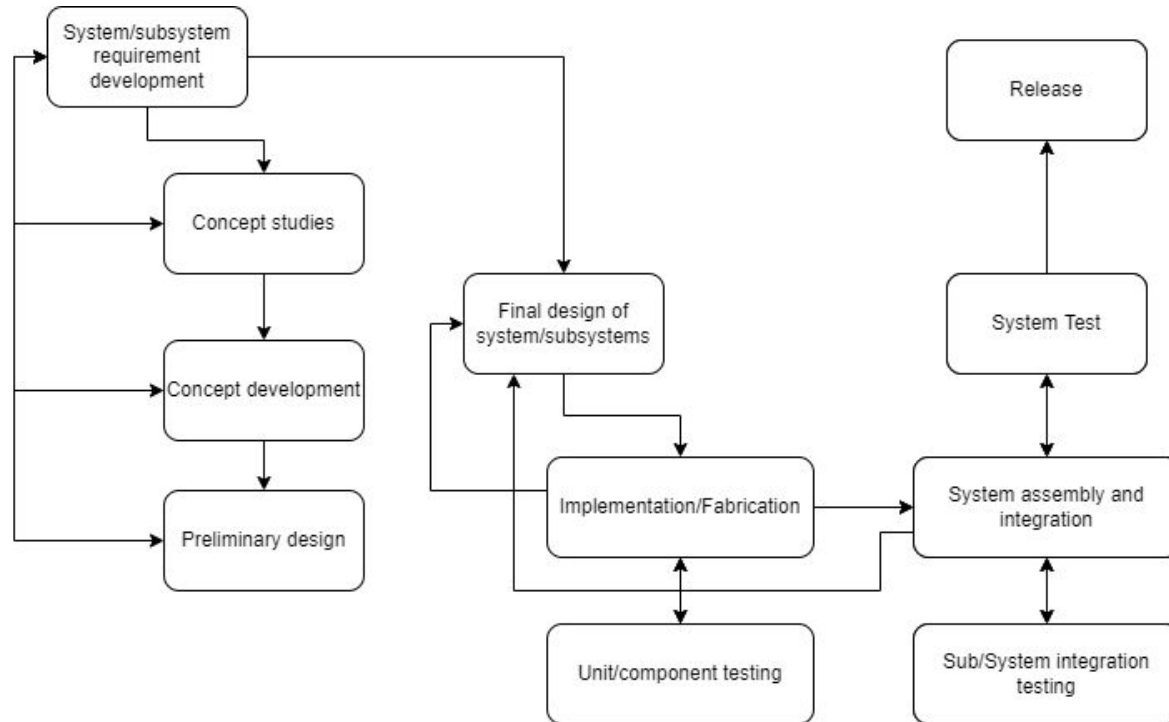 System/subsystem
requirement
development
Release
Concept studies
Final design of
system/subsystems
System Test
Concept development
Implementation/Fabrication
System assembly and
integration
Preliminary design
Unit/component testing
Sub/System integration
testing